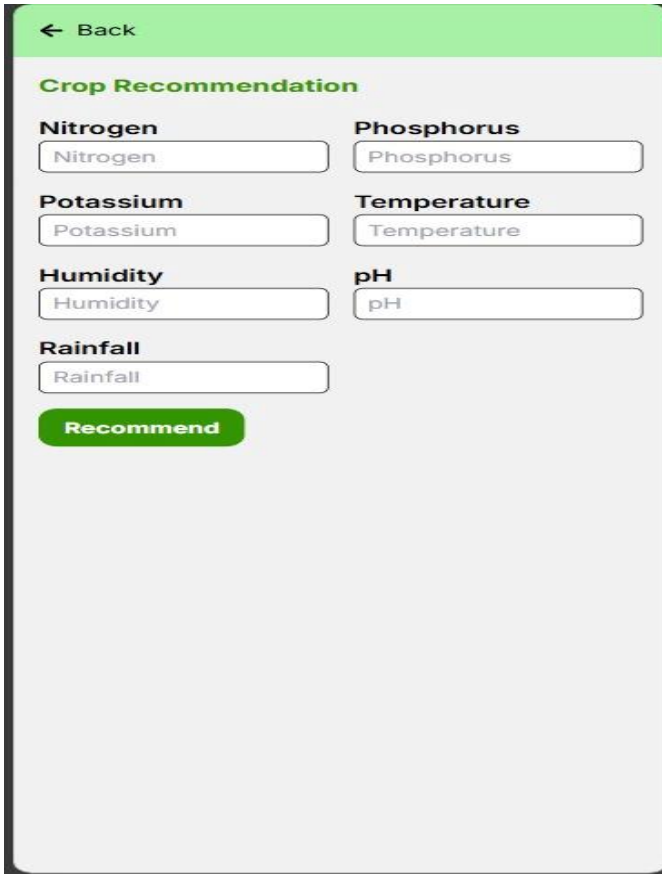 ← Back
Crop Recommendation
Nitrogen Phosphorus
Nitrogen Phosphorus
Potassium Temperature
Potassium Temperature
Humidity pH
Humidity pH
Rainfall
Rainfall
Recommend